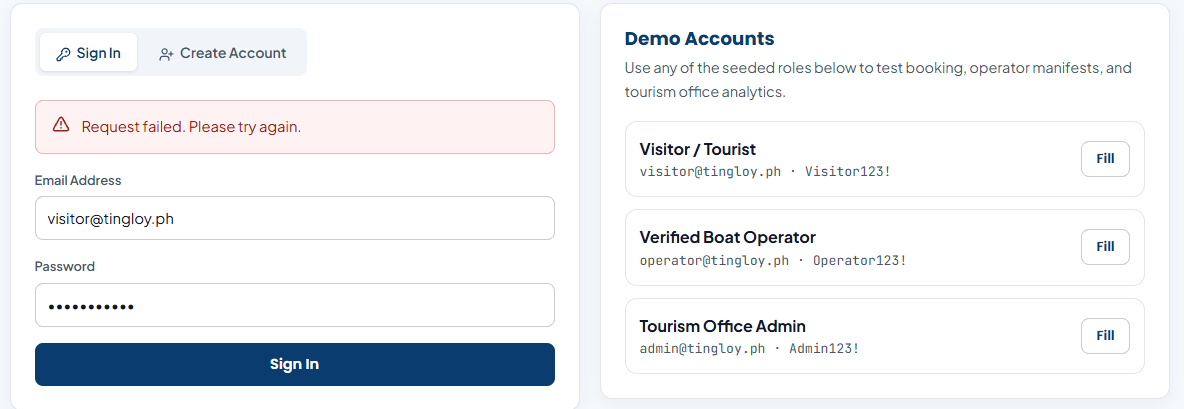 Sign In
Create Account
Request failed. Please try again.
Email Address
visitor@tingloy.ph
Password
•••••••••••
Sign In
Demo Accounts
Use any of the seeded roles below to test booking, operator manifests, and
tourism office analytics.
Visitor / Tourist
visitor@tingloy.ph · Visitor123!
Fill
Verified Boat Operator
operator@tingloy.ph · Operator123!
Fill
Tourism Office Admin
admin@tingloy.ph · Admin123!
Fill